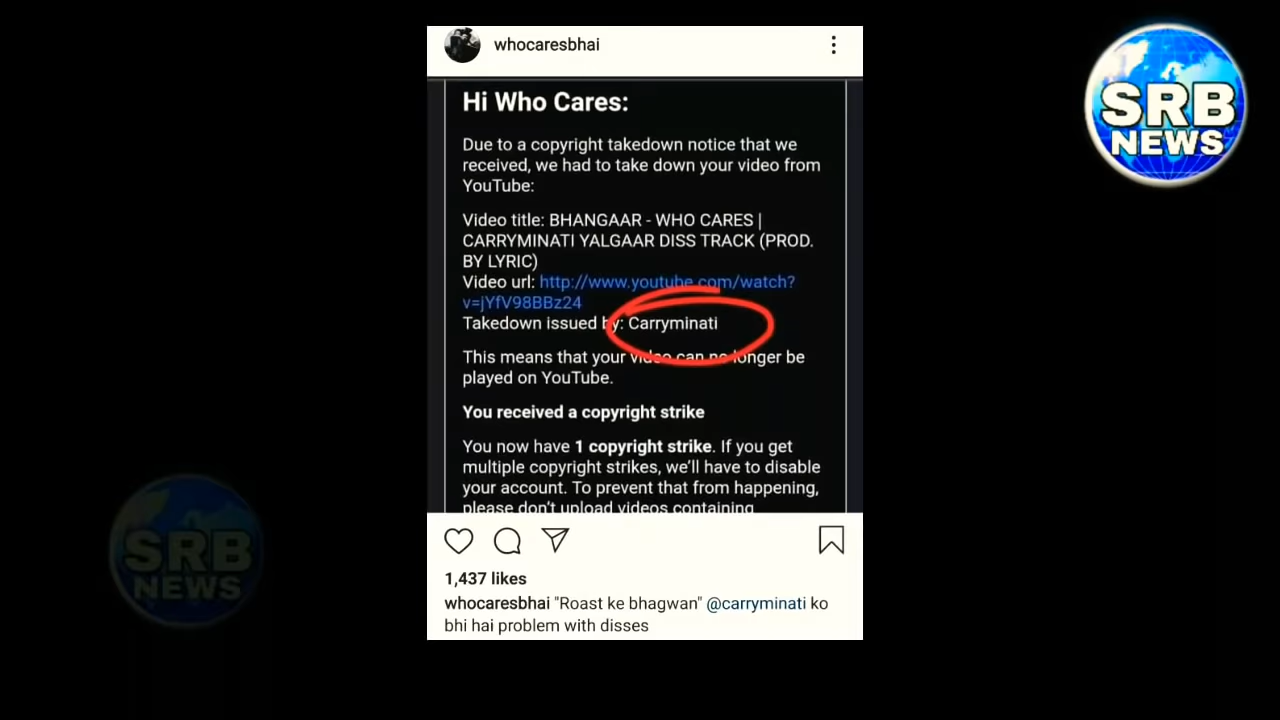 whocaresbhai
SRB
NEWS
Hi Who Cares:
Due to a copyright takedown notice that we
received, we had to take down your video from
YouTube:
Video title: BHANGAAR - WHO CARES |
CARRYMINATI YALGAAR DISS TRACK (PROD.
BY LYRIC)
Video url: http://www.youtube.com/watch?
v=jYfV98BBz24
Takedown issued by: Carryminati
This means that your video can no longer be
played on YouTube.
You received a copyright strike
You now have 1 copyright strike. If you get
multiple copyright strikes, we'll have to disable
your account. To prevent that from happening,
please don't upload videos containing
SRB
NEWS
1,437 likes
whocaresbhai "Roast ke bhagwan" @carryminati ko
bhi hai problem with disses